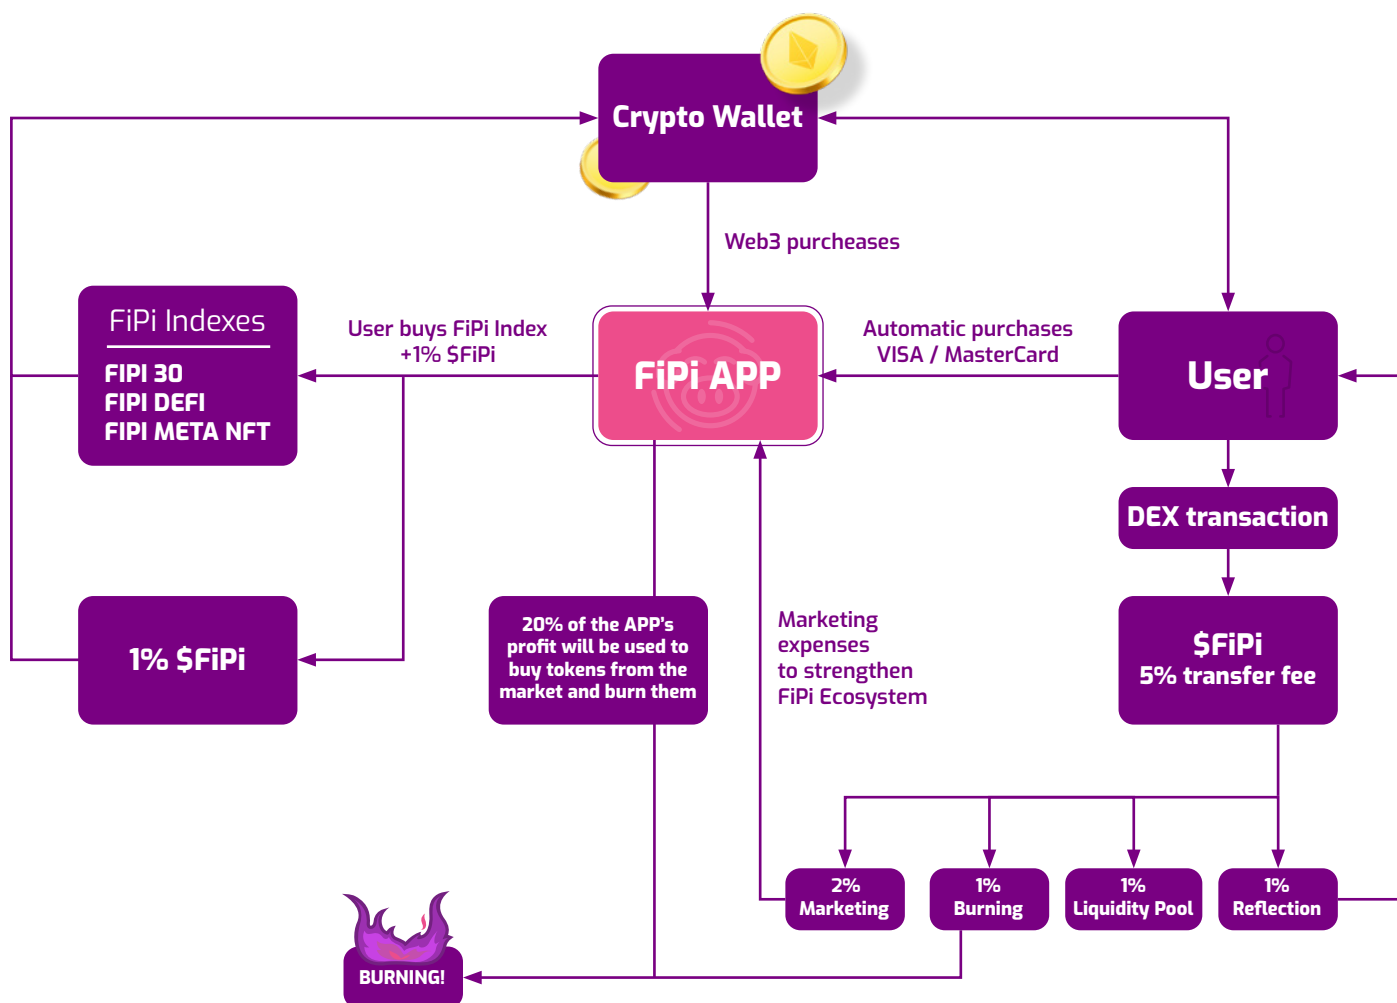 Crypto Wallet
Web3 purcheases
FiPi Indexes
FIPI 30
FIPI DEFI
FIPI META NFT
User buys FiPi Index
+1% $FiPi
FiPi APP
Automatic purchases
VISA / MasterCard
User
DEX transaction
1% $FiPi
20% of the APP's
profit will be used to
buy tokens from the
market and burn them
Marketing
expenses
to strengthen
FiPi Ecosystem
$FiPi
5% transfer fee
2%
Marketing
1%
Burning
1%
Liquidity Pool
1%
Reflection
BURNING!